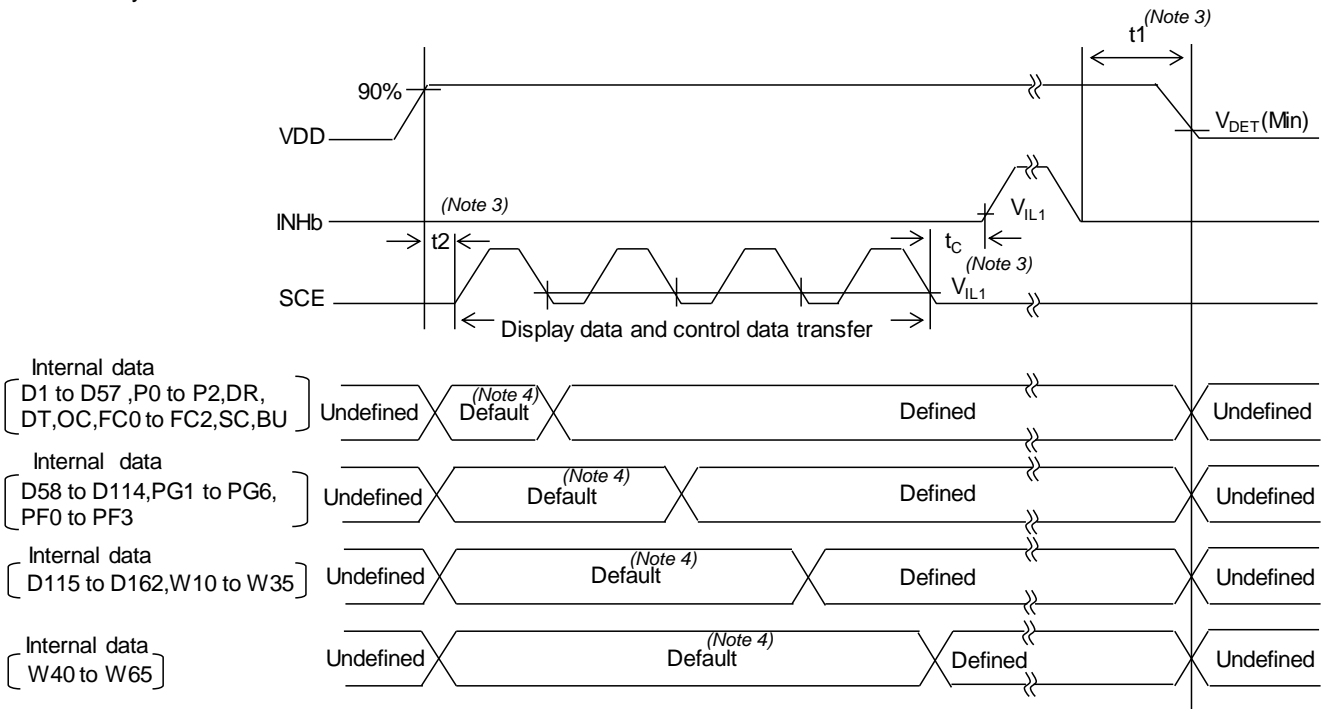 (Note 3)
t1
90%
VDD
VDET(Min)
INHb
(Note 3)
VIL1
t2
tC
(Note 3)
SCE
VIL1
Display data and control data transfer
Internal data
D1 to D57 ,P0 to P2,DR,
DT,OC,FC0 to FC2,SC,BU
Undefined
(Note 4)
Default
Defined
Undefined
Internal data
D58 to D114,PG1 to PG6,
PF0 to PF3
Undefined
(Note 4)
Default
Defined
Undefined
Internal data
D115 to D162,W10 to W35
Undefined
(Note 4)
Default
Defined
Undefined
Internal data
W40 to W65
Undefined
(Note 4)
Default
Defined
Undefined